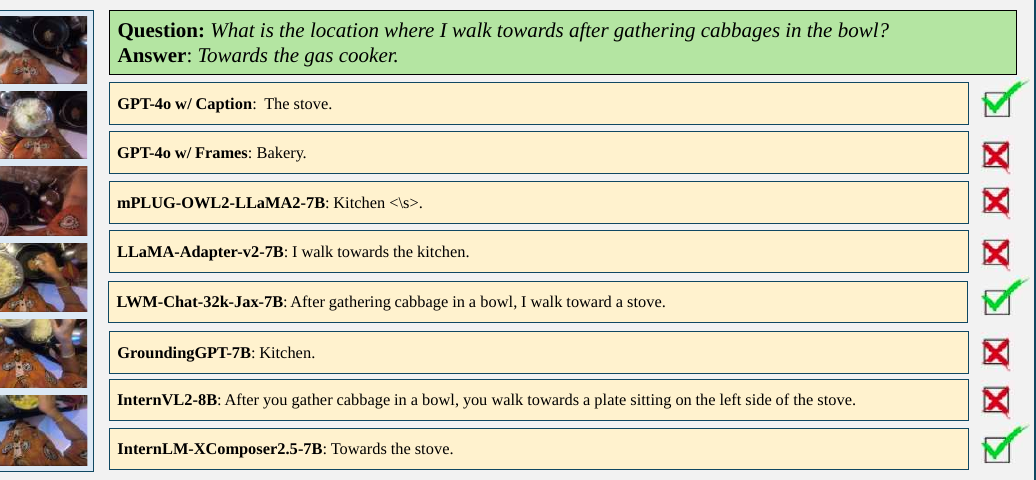 Question: What is the location where I walk towards after gathering cabbages in the bowl?
Answer: Towards the gas cooker.
GPT-4o w/ Caption: The stove.
GPT-4o w/ Frames: Bakery.
mPLUG-OWL2-LLaMA2-7B: Kitchen <\s>.
LLaMA-Adapter-v2-7B: I walk towards the kitchen.
LWM-Chat-32k-Jax-7B: After gathering cabbage in a bowl, I walk toward a stove.
GroundingGPT-7B: Kitchen.
InternVL2-8B: After you gather cabbage in a bowl, you walk towards a plate sitting on the left side of the stove.
InternLM-XComposer2.5-7B: Towards the stove.